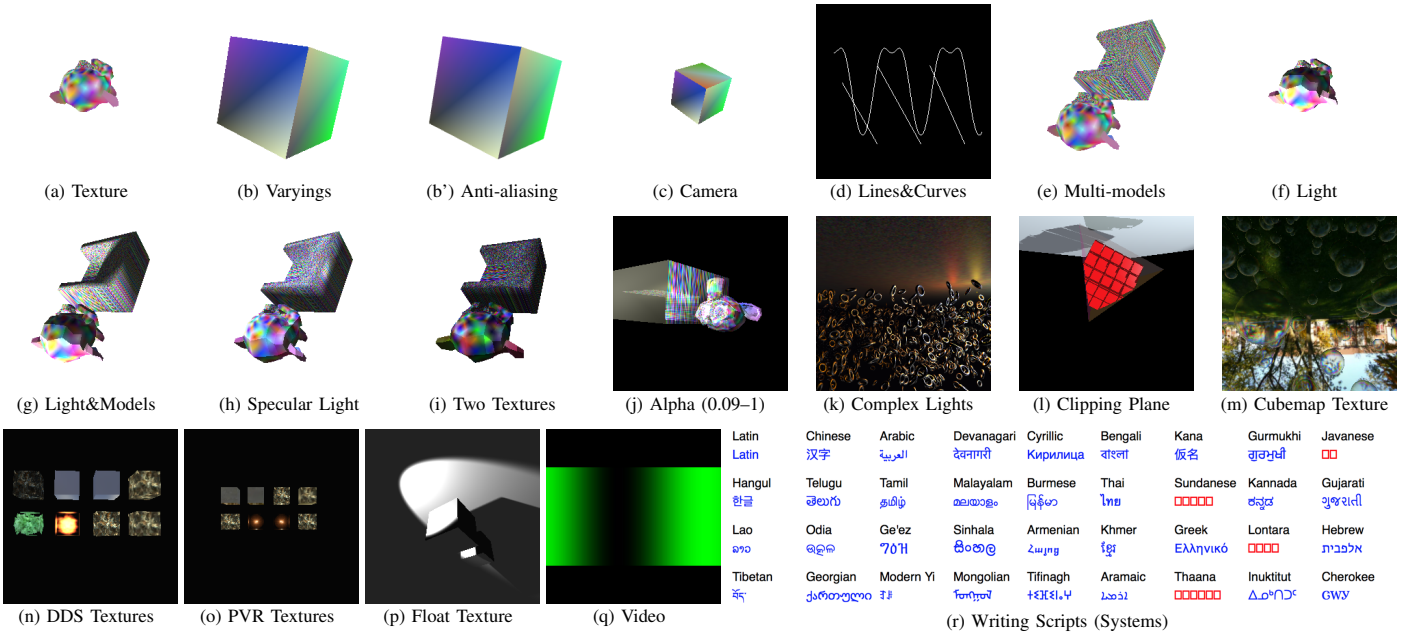 (a) Texture
(b) Varyings
(b’) Anti-aliasing
(c) Camera
(d) Lines&Curves
(e) Multi-models
(f) Light
(g) Light&Models
(h) Specular Light
(i) Two Textures
(j) Alpha (0.09–1)
(k) Complex Lights
(l) Clipping Plane
(m) Cubemap Texture
Latin Chinese Arabic Devanagari Cyrillic Bengali Kana Gurmukhi Javanese
Latin 汉字 العربية देवनागरी Кирилица বাংলা 仮名 ਗੁਰਮੁਖੀ
Hangul Telugu Tamil Malayalam Burmese Thai Sundanese Kannada Gujarati
한글 తెలుగు தமிழ் മലയാളം မြန်မာ ไทย ಕನ್ನಡ ગુજરાતી
Lao Odia Ge'ez Sinhala Armenian Khmer Greek Lontara Hebrew
ລາວ ଉତ୍କଳ ግዕዝ සිංහල Հայոց ខ្មែរ Ελληνικό אלפבית
Tibetan Georgian Modern Yi Mongolian Tifinagh Aramaic Thaana Inuktitut Cherokee
བོད་ ქართული ᏣᎳᎩ
(n) DDS Textures
(o) PVR Textures
(p) Float Texture
(q) Video
(r) Writing Scripts (Systems)